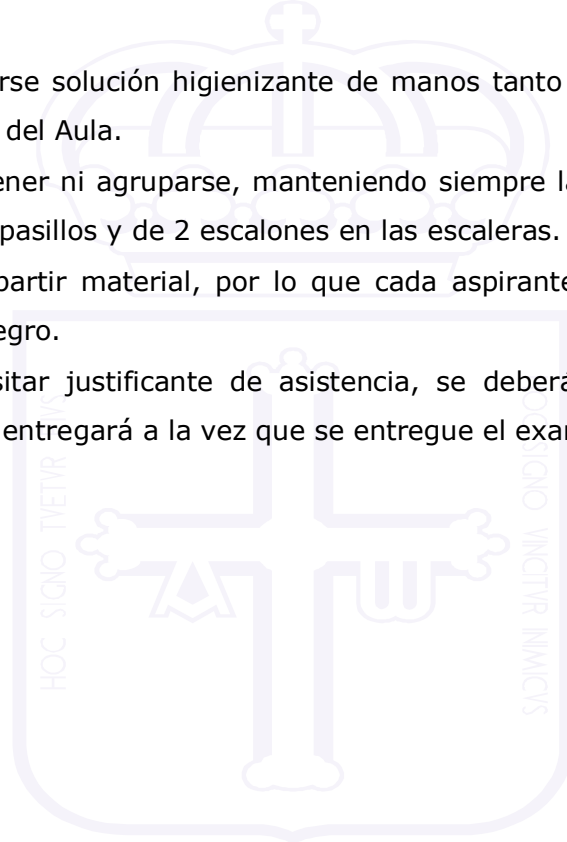 rse solución higienizante de manos tanto
del Aula.
ener ni agruparse, manteniendo siempre la
pasillos y de 2 escalones en las escaleras.
partir material, por lo que cada aspirante
egro.
sitar justificante de asistencia, se deberá
entregará a la vez que se entregue el exan
HOC SIGNO TVETVR
VS
OC SIGNO VINCITVR INIMICVS